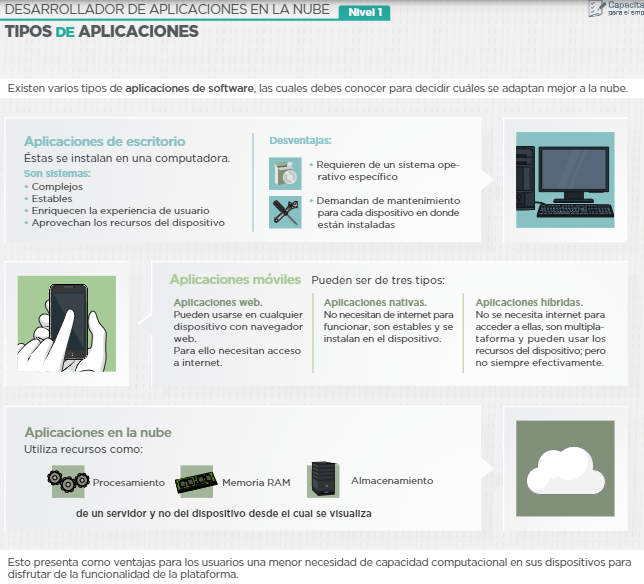 DESARROLLADOR DE APLICACIONES EN LA NUBE Nivel 1
Capacita
para el emp
TIPOS DE APLICACIONES
Existen varios tipos de aplicaciones de software, las cuales debes conocer para decidir cuáles se adaptan mejor a la nube.
Aplicaciones de escritorio
Éstas se instalan en una computadora.
Son sistemas:
• Complejos
• Estables
• Enriquecen la experiencia de usuario
• Aprovechan los recursos del dispositivo
Desventajas:
• Requieren de un sistema ope-
rativo específico
• Demandan de mantenimiento
para cada dispositivo en donde
están instaladas
Aplicaciones móviles Pueden ser de tres tipos:
Aplicaciones web.
Pueden usarse en cualquier
dispositivo con navegador
web.
Para ello necesitan acceso
a internet.
Aplicaciones nativas.
No necesitan de internet para
funcionar, son estables y se
instalan en el dispositivo.
Aplicaciones híbridas.
No se necesita internet para
acceder a ellas, son multipla-
taforma y pueden usar los
recursos del dispositivo; pero
no siempre efectivamente.
Aplicaciones en la nube
Utiliza recursos como:
Procesamiento
Memoria RAM
Almacenamiento
de un servidor y no del dispositivo desde el cual se visualiza
Esto presenta como ventajas para los usuarios una menor necesidad de capacidad computacional en sus dispositivos para
disfrutar de la funcionalidad de la plataforma.